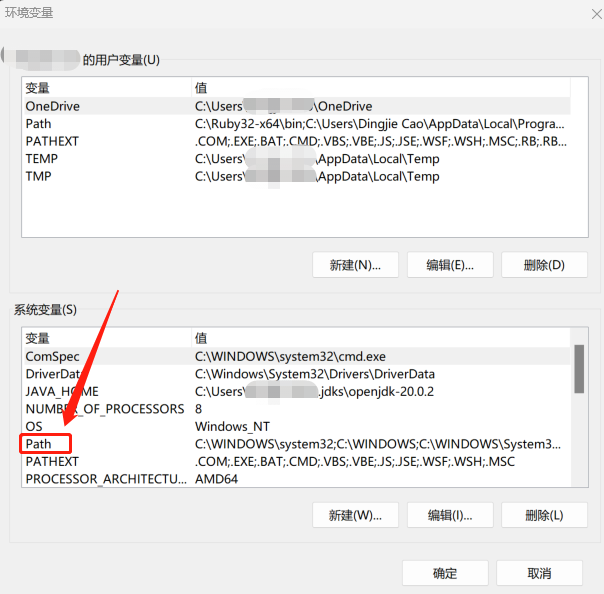 环境变量
的用户变量(U)
变量 值
OneDrive C:\Users\ \OneDrive
Path C:\Ruby32-x64\bin;C:\Users\Dingjie Cao\AppData\Local\Progra...
PATHEXT .COM;.EXE;.BAT;.CMD;.VBS;.VBE;.JS;.JSE;.WSF;.WSH;.MSC;.RB;.RB...
TEMP C:\Users\ \AppData\Local\Temp
TMP C:\Users\ \AppData\Local\Temp
新建(N)... 编辑(E)... 删除(D)
系统变量(S)
变量 值
ComSpec C:\WINDOWS\system32\cmd.exe
DriverData C:\Windows\System32\Drivers\DriverData
JAVA_HOME C:\Users\ .jdks\openjdk-20.0.2
NUMBER_OF_PROCESSORS 8
OS Windows_NT
Path C:\WINDOWS\system32;C:\WINDOWS;C:\WINDOWS\System3...
PATHEXT .COM;.EXE;.BAT;.CMD;.VBS;.VBE;.JS;.JSE;.WSF;.WSH;.MSC
PROCESSOR_ARCHITECTU... AMD64
新建(W)... 编辑(I)... 删除(L)
确定 取消